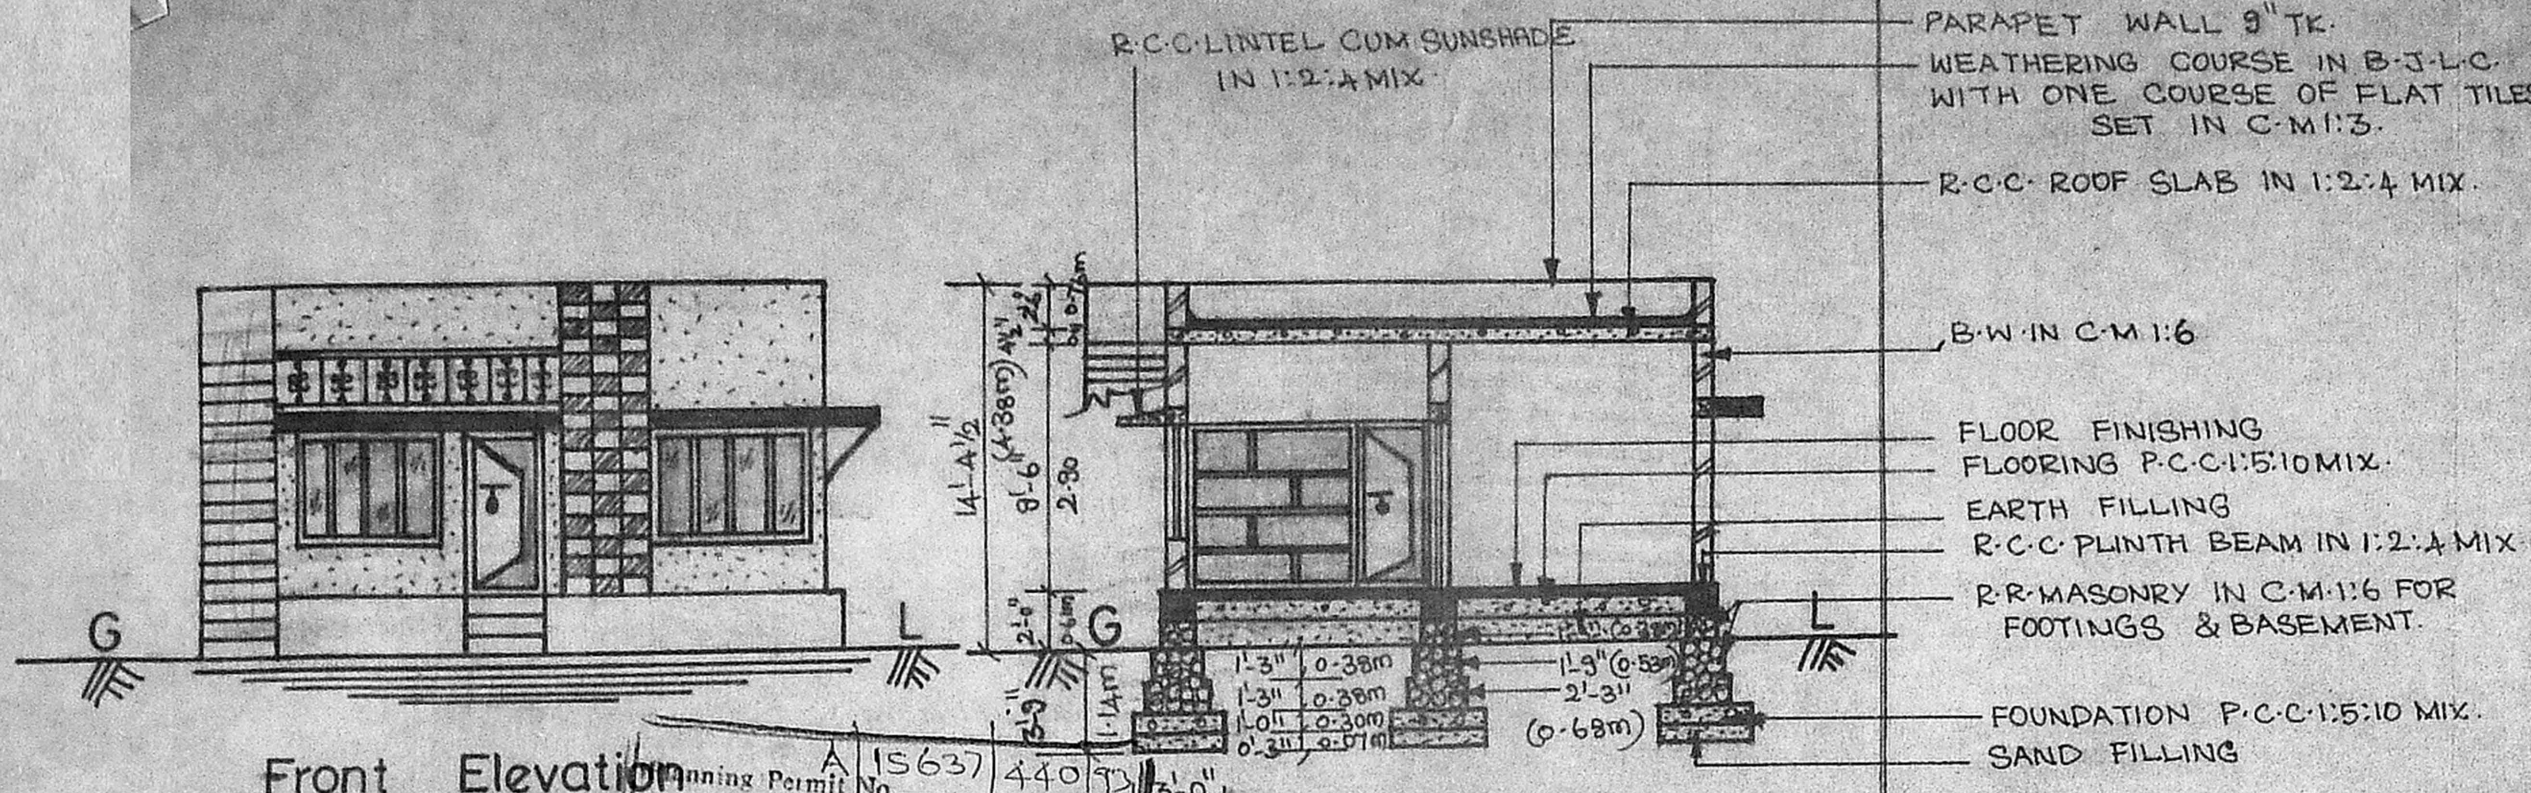 R.C.C. LINTEL CUM SUNSHADE
IN 1:2:4 MIX.
PARAPET WALL 9" TK.
WEATHERING COURSE IN B.J.L.C.
WITH ONE COURSE OF FLAT TILES
SET IN C.M 1:3.
R.C.C. ROOF SLAB IN 1:2:4 MIX.
B.W. IN C.M 1:6
FLOOR FINISHING
FLOORING P.C.C. 1:5:10 MIX.
EARTH FILLING
R.C.C. PLINTH BEAM IN 1:2:4 MIX
R.R. MASONRY IN C.M. 1:6 FOR
FOOTINGS & BASEMENT.
FOUNDATION P.C.C. 1:5:10 MIX.
SAND FILLING
G
L
14'-4 1/2"
(4.38m)
4½"
9'-6"
2.90
2'-0"
0.6m
3'-9"
1.14m
G
L
1'-3" 0.38m
1'-3" 0.38m
1'-0" 0.30m
0'-3" 0.07m
1'-9" (0.53m)
2'-3"
(0.68m)
Front Elevation
Permit No.
A 15637 440 93
3'-0"